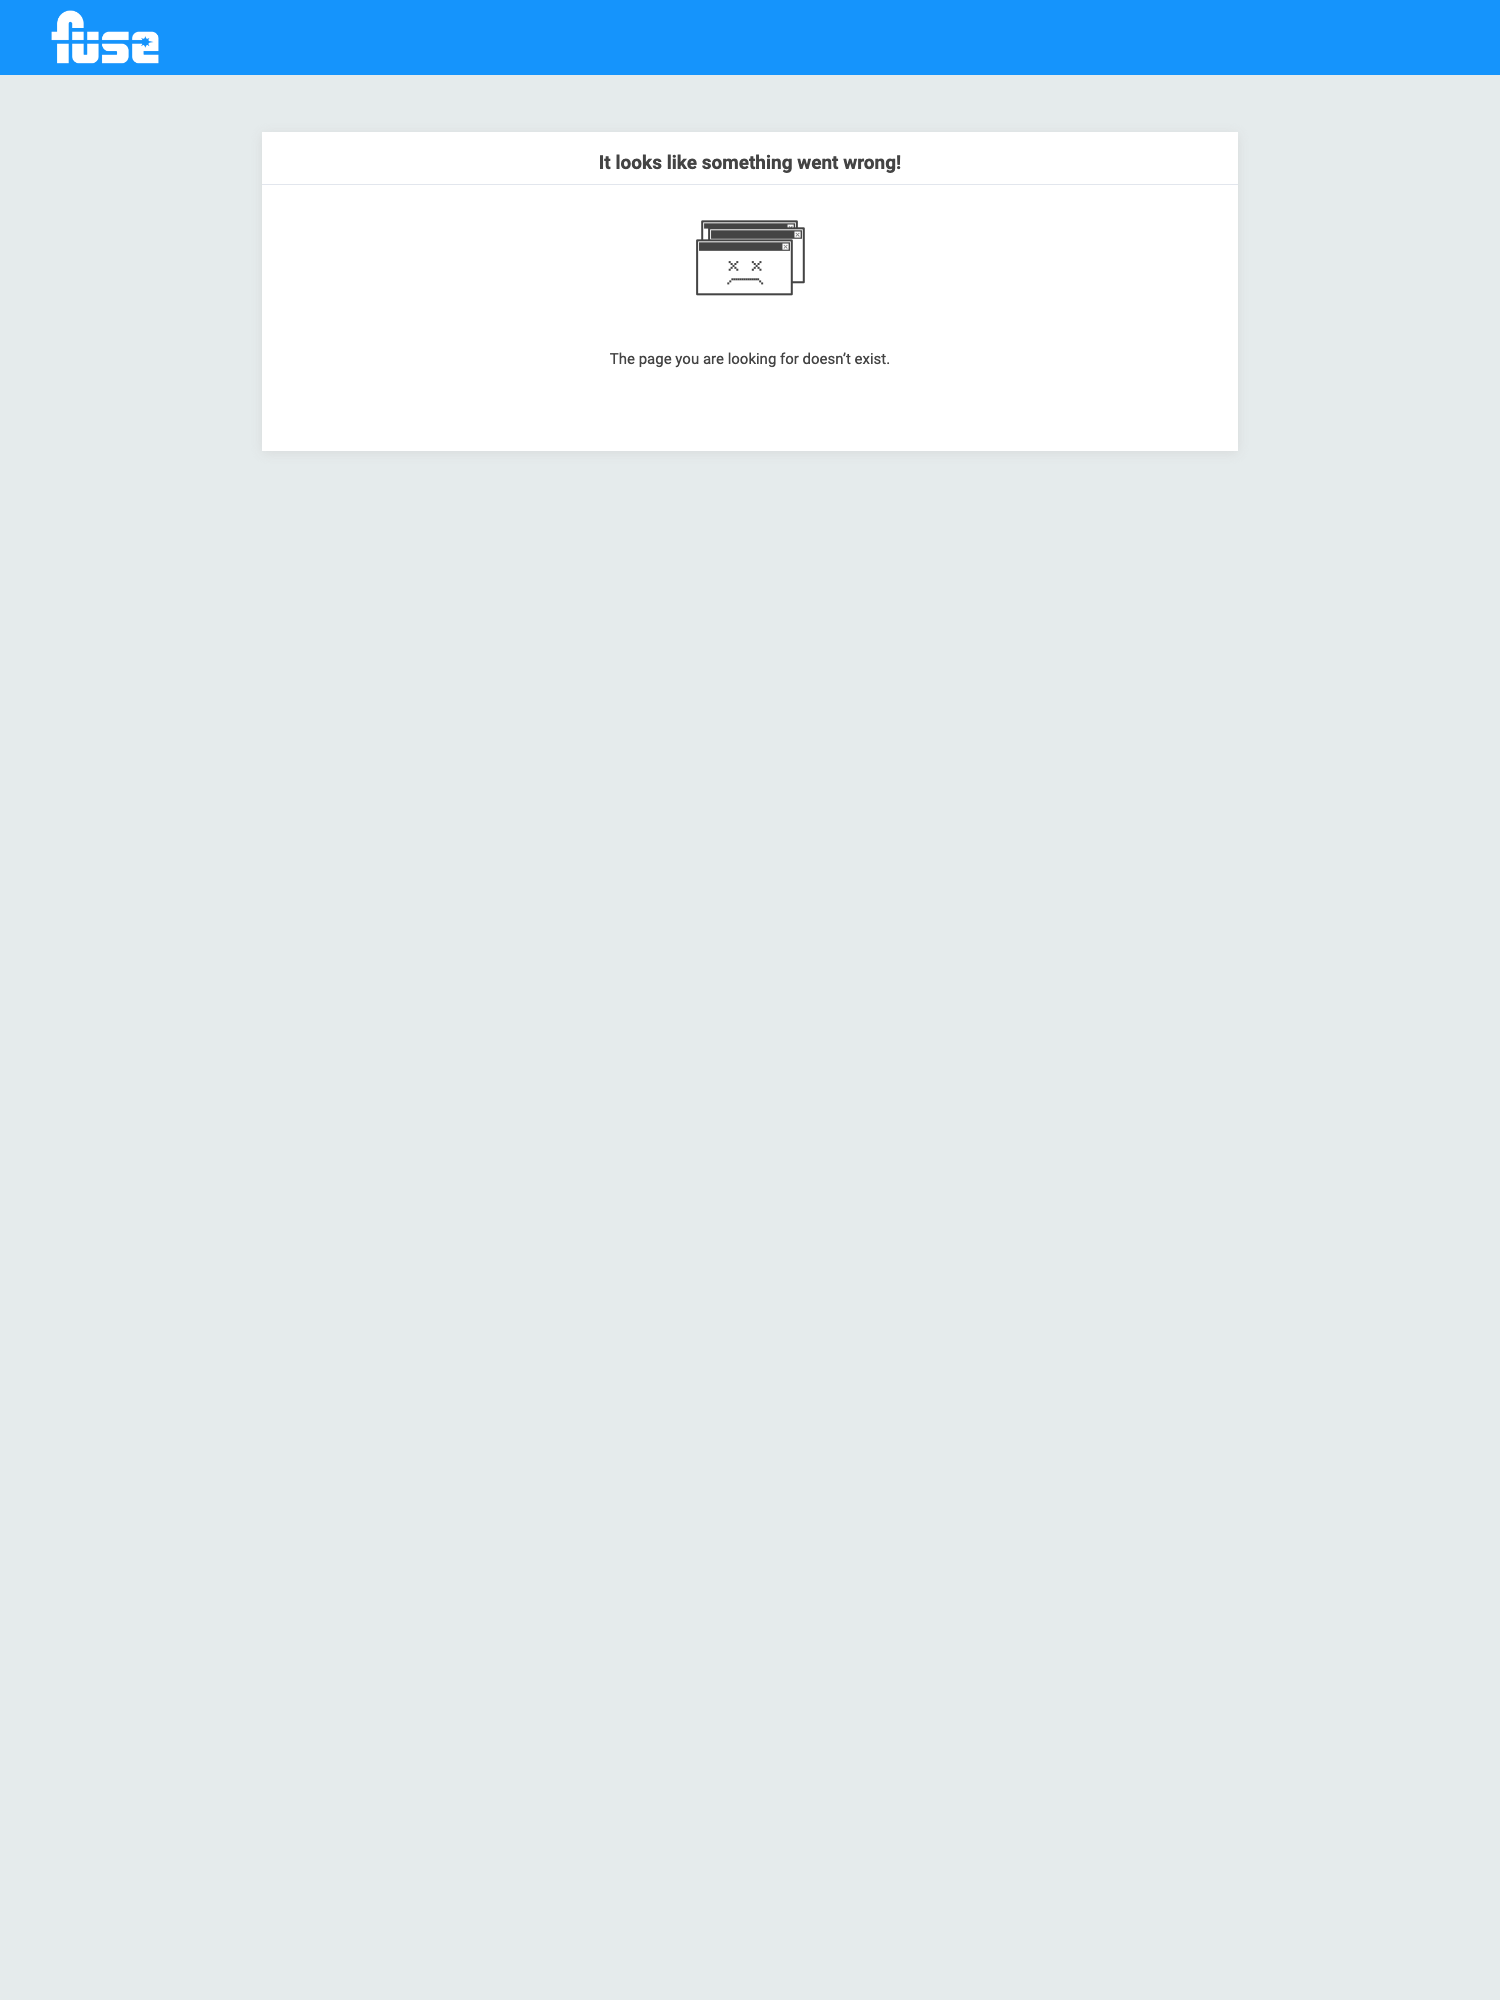 fuse
It looks like something went wrong!
The page you are looking for doesn’t exist.